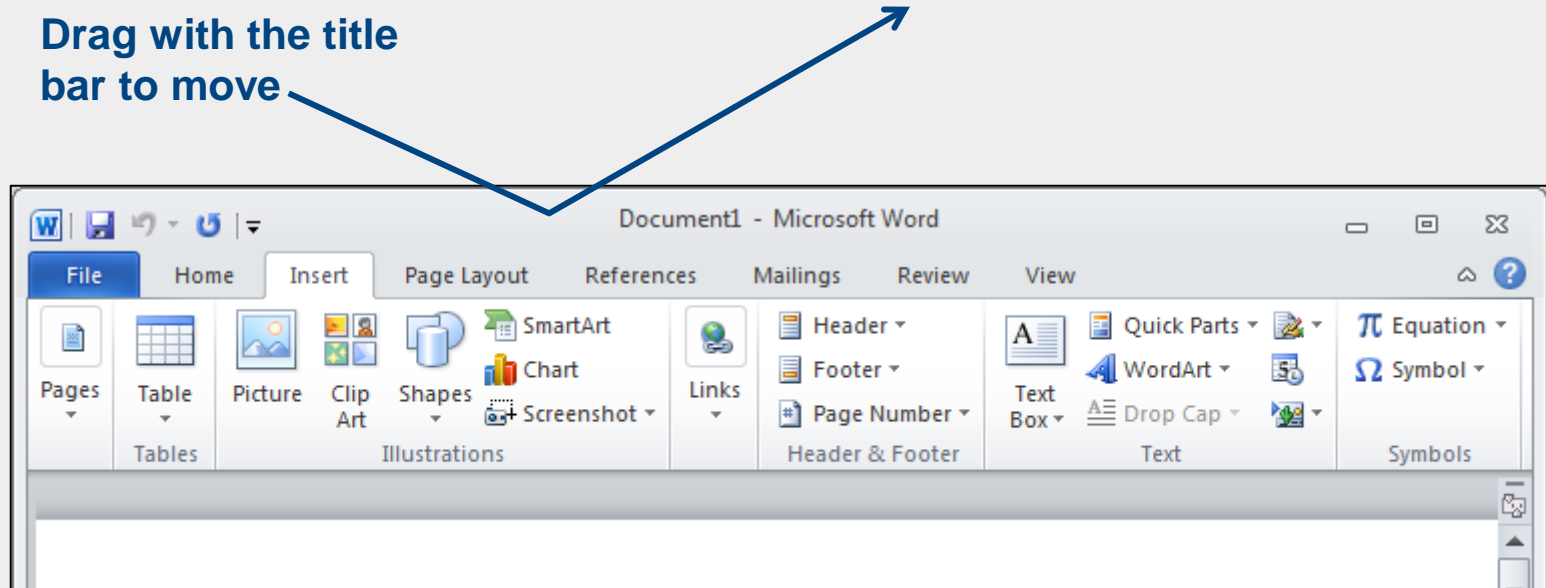 Drag with the title
bar to move
Document1 - Microsoft Word
File Home Insert Page Layout References Mailings Review View
Pages
Table
Tables
Picture
Clip
Art
Shapes
SmartArt
Chart
Screenshot
Illustrations
Links
Header
Footer
Page Number
Header & Footer
A
Text
Box
Quick Parts
WordArt
Drop Cap
Text
π Equation
Ω Symbol
Symbols